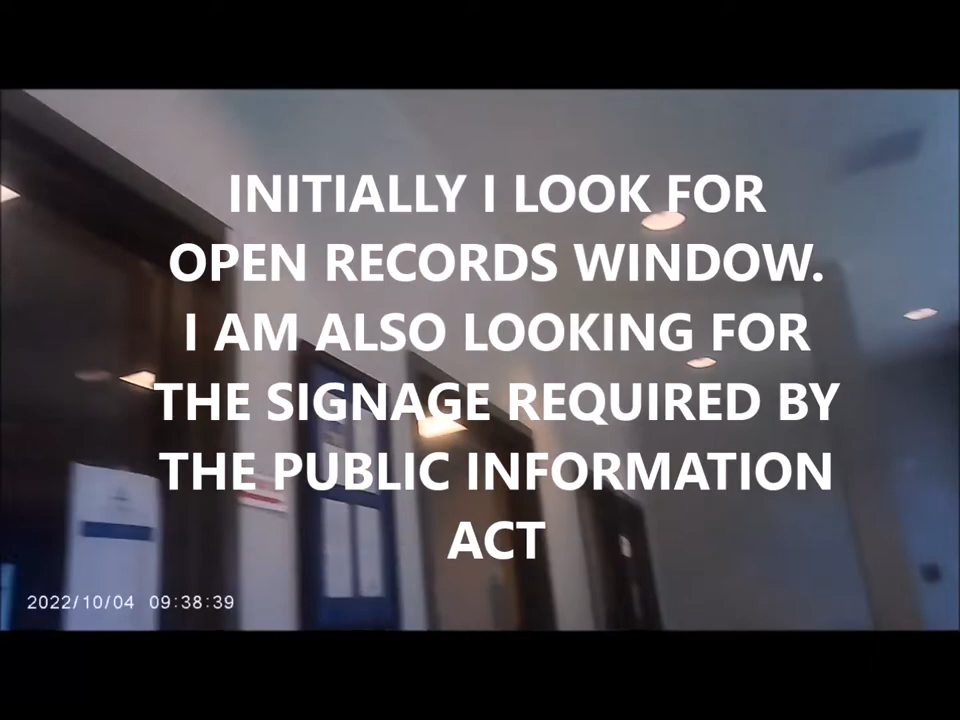 INITIALLY I LOOK FOR
OPEN RECORDS WINDOW.
I AM ALSO LOOKING FOR
THE SIGNAGE REQUIRED BY
THE PUBLIC INFORMATION
ACT
2022/10/04 09:38:39